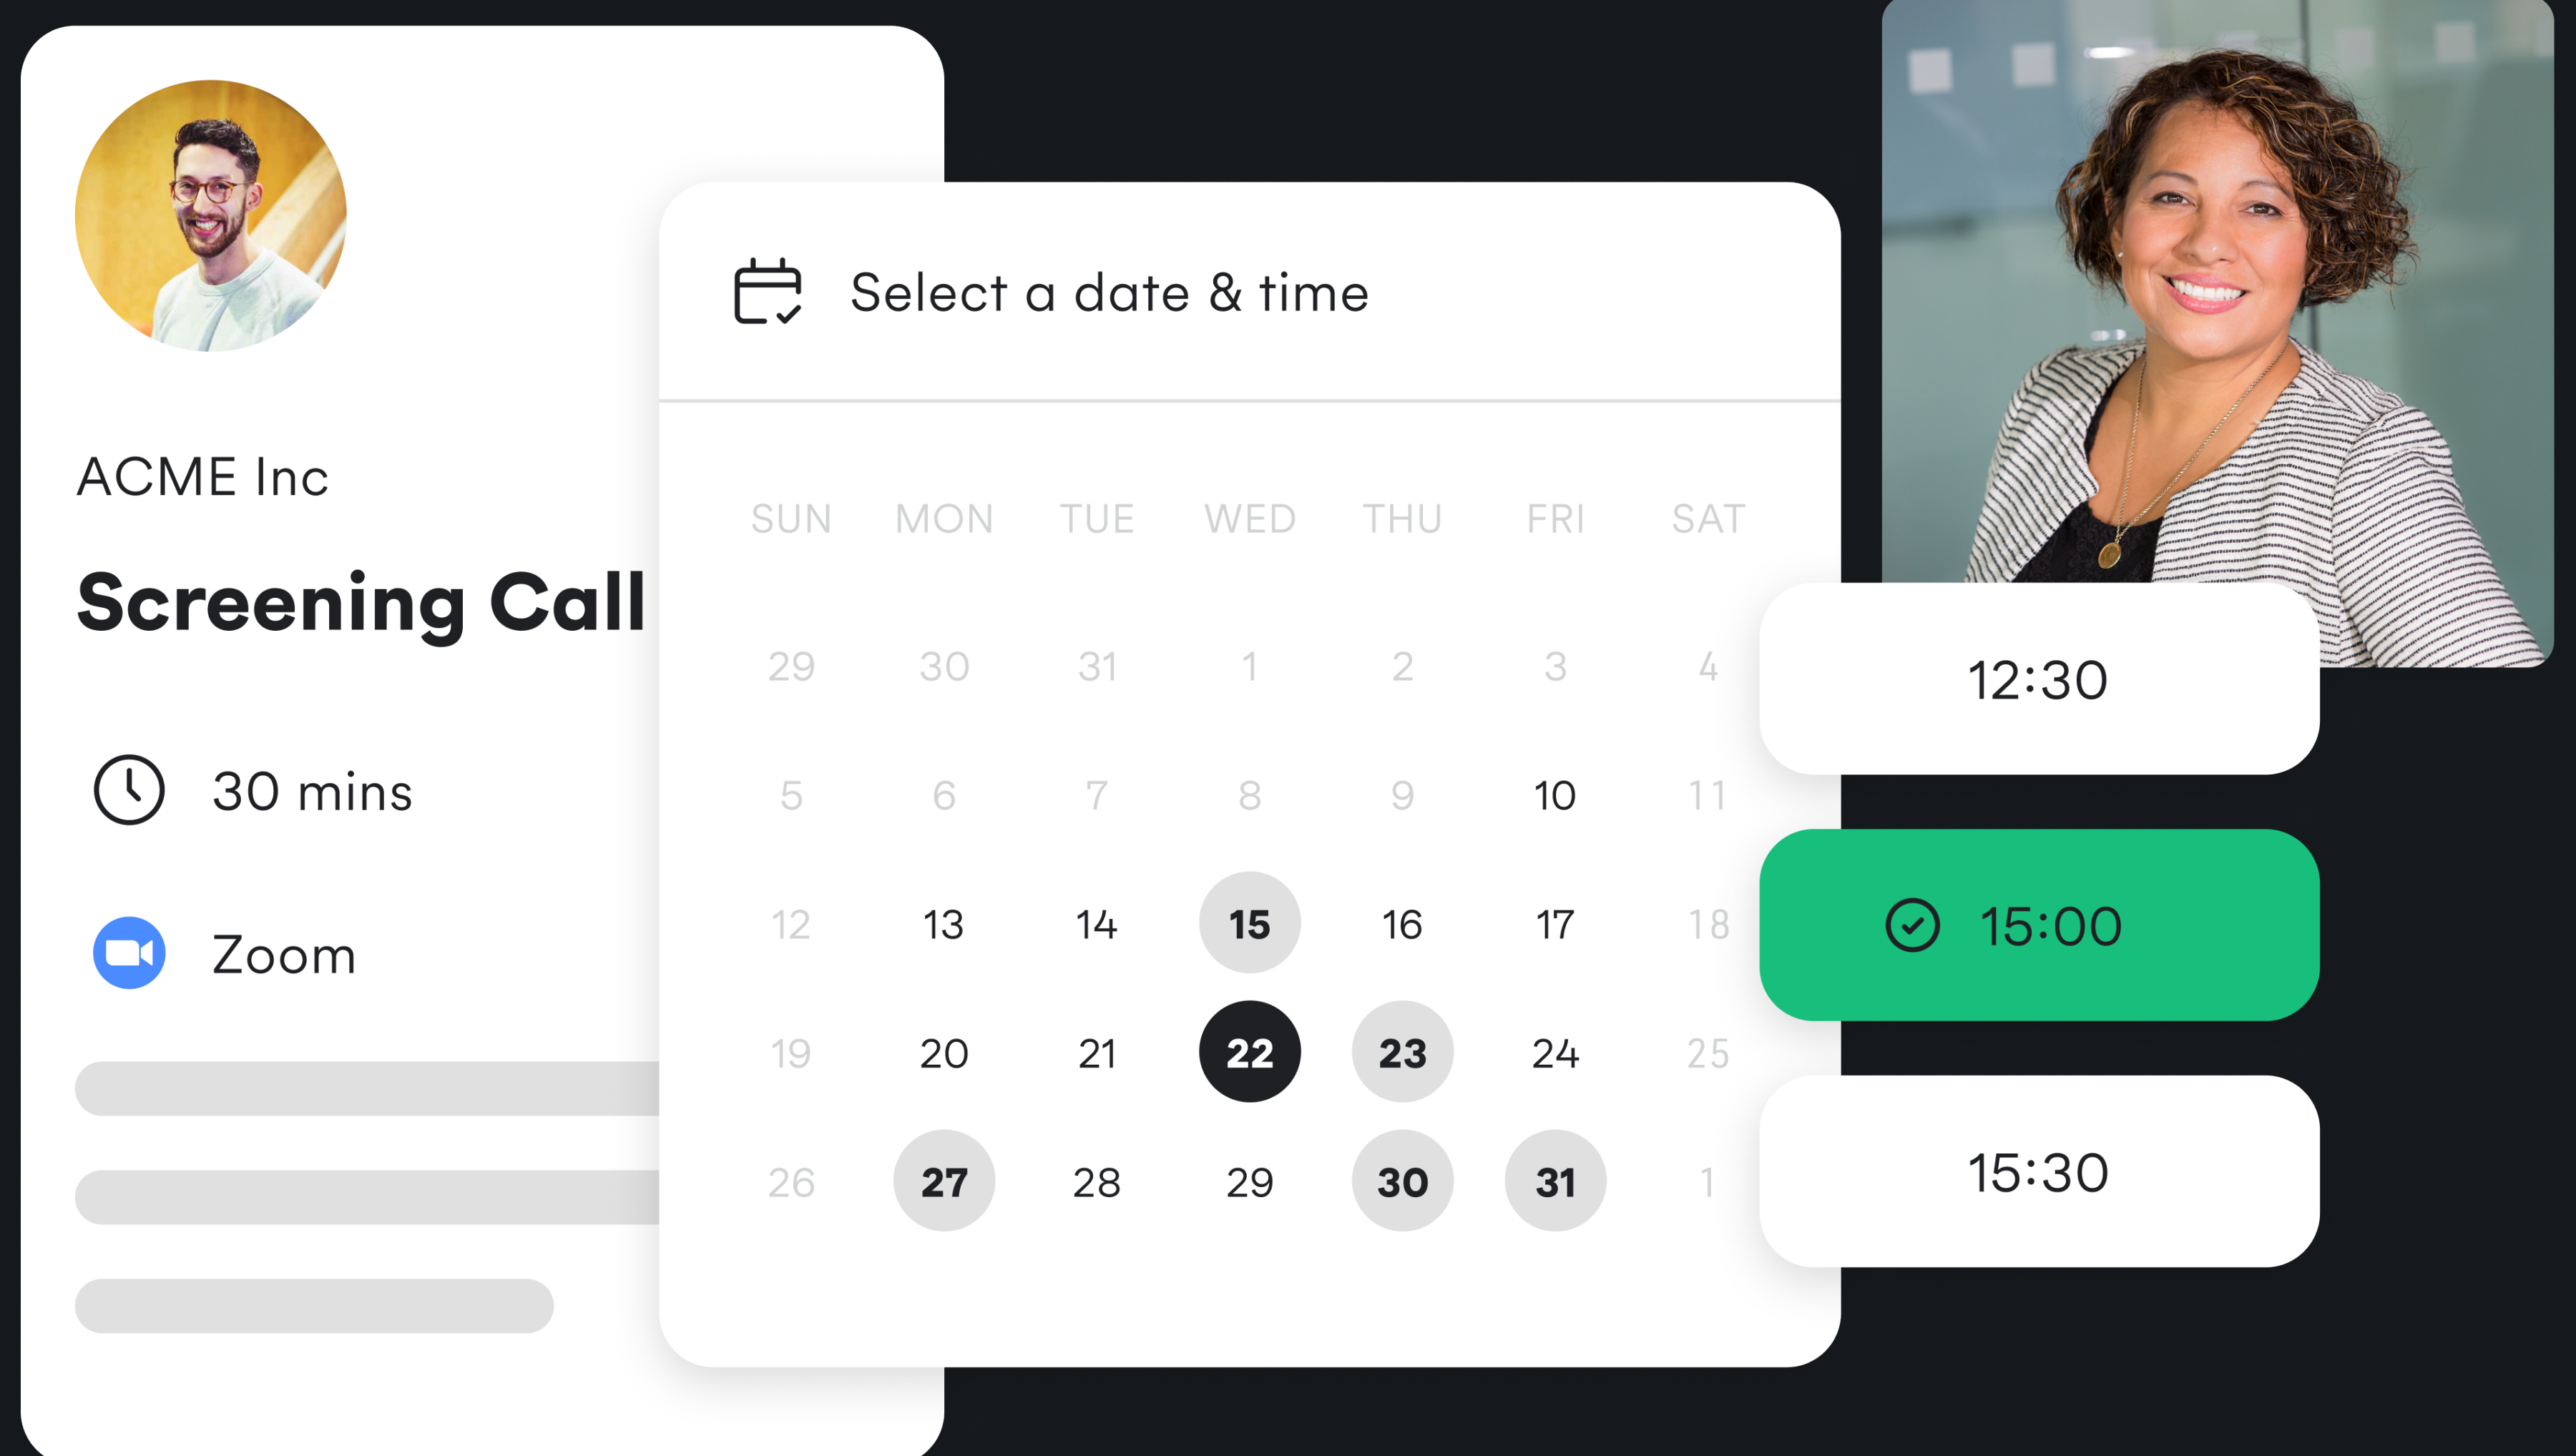 ACME Inc
Screening Call
30 mins
Zoom
Select a date & time
SUN MON TUE WED THU FRI SAT
29 30 31 1 2 3 4
5 6 7 8 9 10 11
12 13 14 15 16 17 18
19 20 21 22 23 24 25
26 27 28 29 30 31 1
12:30
15:00
15:30